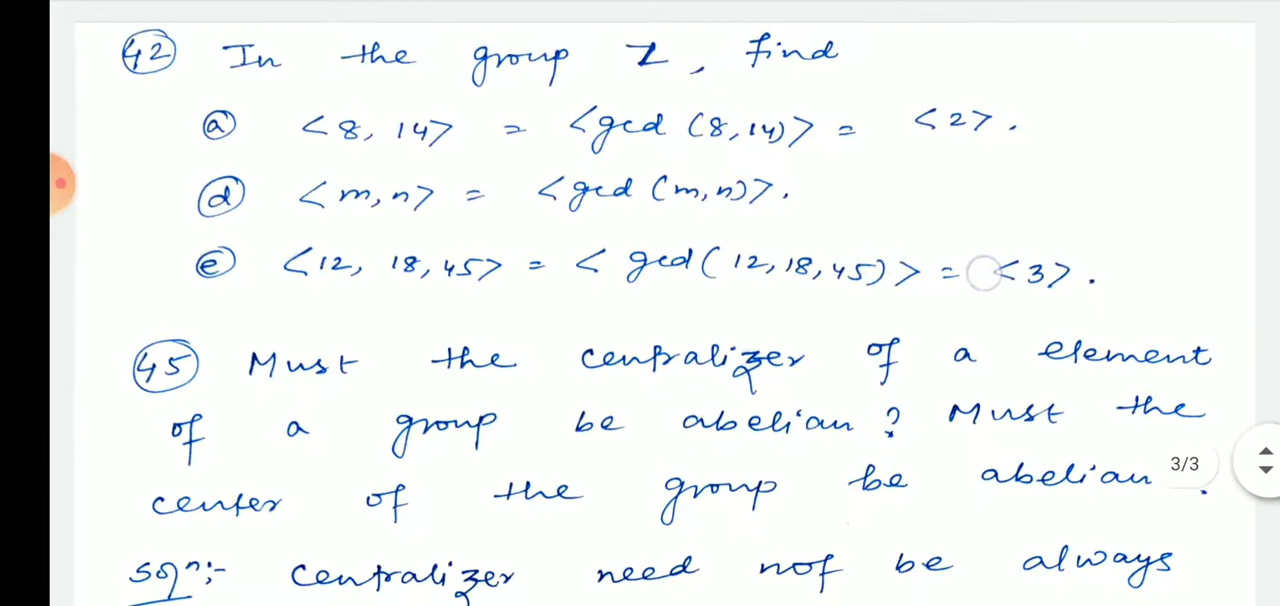 42 In the group Z, find
a <8, 14> = <gcd (8,14)> = <2>.
d <m,n> = <gcd (m,n)>.
e <12, 18,45> = < gcd( 12,18,45)> = <3>.
45 Must the centralizer of a element
of a group be abelian ? Must the
center of the group be abelian .
3/3
Solⁿ:- Centralizer need not be always